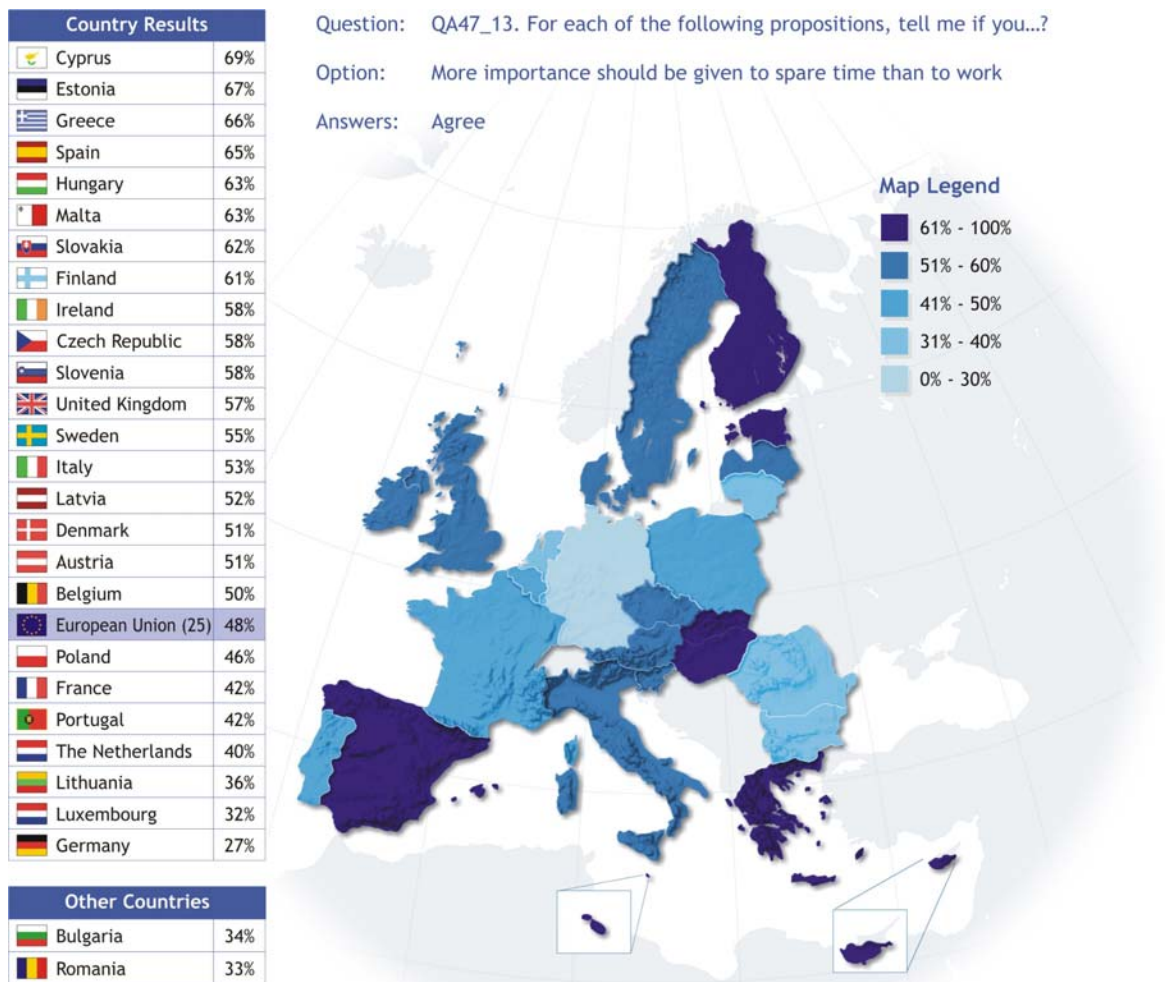 Country Results
Cyprus 69%
Estonia 67%
Greece 66%
Spain 65%
Hungary 63%
Malta 63%
Slovakia 62%
Finland 61%
Ireland 58%
Czech Republic 58%
Slovenia 58%
United Kingdom 57%
Sweden 55%
Italy 53%
Latvia 52%
Denmark 51%
Austria 51%
Belgium 50%
European Union (25) 48%
Poland 46%
France 42%
Portugal 42%
The Netherlands 40%
Lithuania 36%
Luxembourg 32%
Germany 27%
Other Countries
Bulgaria 34%
Romania 33%
Question: QA47_13. For each of the following propositions, tell me if you…?
Option: More importance should be given to spare time than to work
Answers: Agree
Map Legend
61% - 100%
51% - 60%
41% - 50%
31% - 40%
0% - 30%